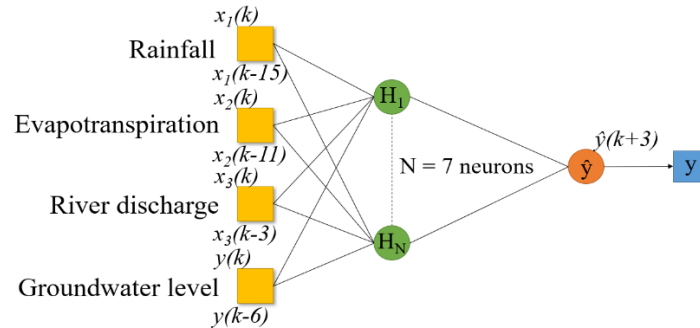 x₁(k)
Rainfall
x₁(k-15)
x₂(k)
Evapotranspiration
x₂(k-11)
x₃(k)
River discharge
x₃(k-3)
y(k)
Groundwater level
y(k-6)
H₁
N = 7 neurons
H_N
ŷ(k+3)
ŷ
y